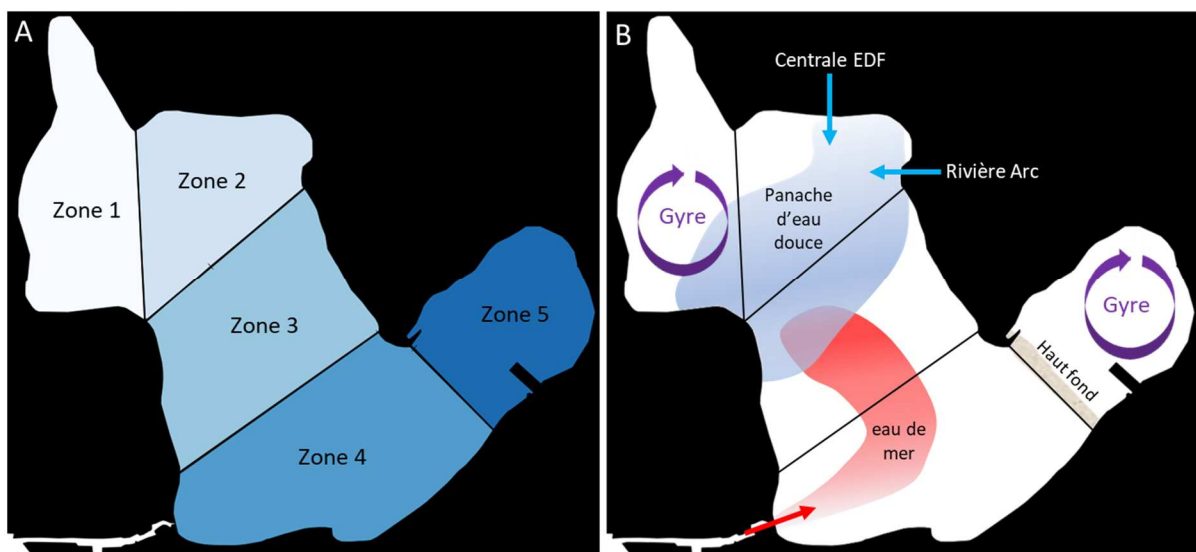 A
Zone 1
Zone 2
Zone 3
Zone 4
Zone 5
B
Centrale EDF
Rivière Arc
Gyre
Panache
d'eau
douce
Gyre
Haut fond
eau de
mer